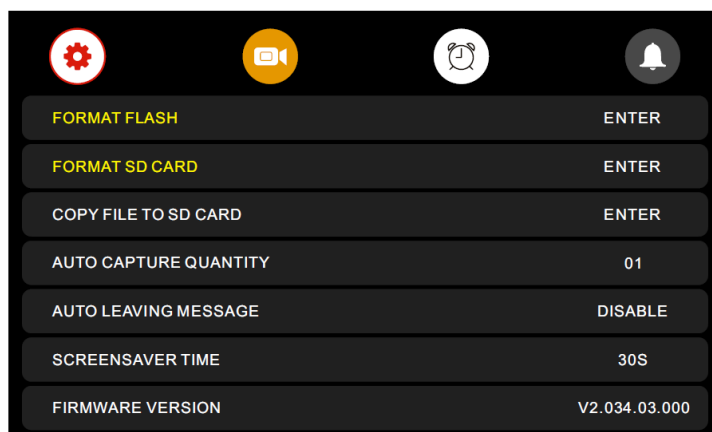 FORMAT FLASH ENTER
FORMAT SD CARD ENTER
COPY FILE TO SD CARD ENTER
AUTO CAPTURE QUANTITY 01
AUTO LEAVING MESSAGE DISABLE
SCREENSAVER TIME 30S
FIRMWARE VERSION V2.034.03.000